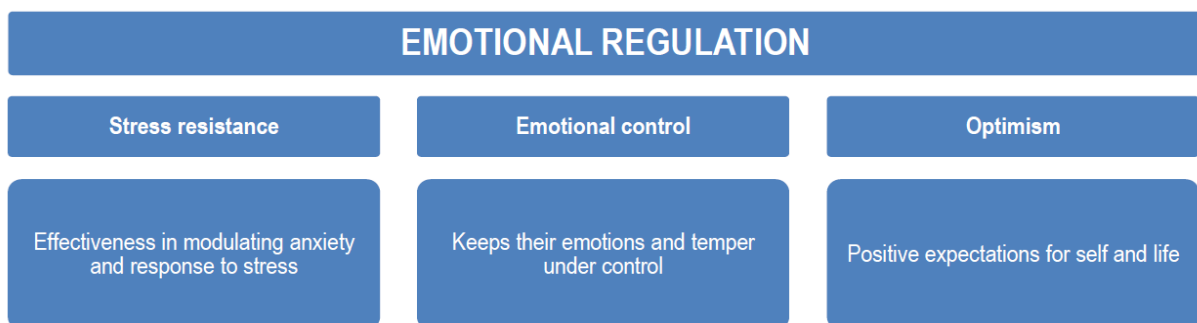 EMOTIONAL REGULATION
Stress resistance
Emotional control
Optimism
Effectiveness in modulating anxiety
and response to stress
Keeps their emotions and temper
under control
Positive expectations for self and life